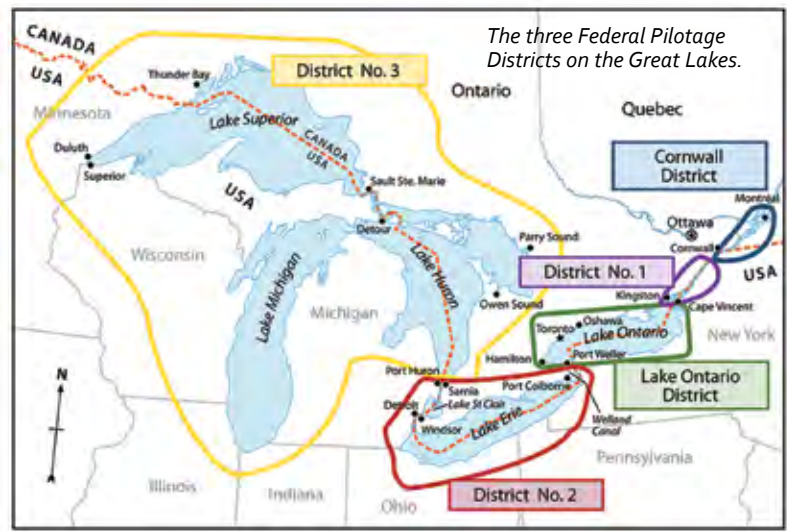 The three Federal Pilotage
Districts on the Great Lakes.
CANADA
USA
Thunder Bay
District No. 3
Ontario
Quebec
Minnesota
Lake Superior
CANADA
USA
Cornwall
District
Duluth
Superior
USA
Sault Ste. Marie
Montréal
Ottawa
Cornwall
Detour
Parry Sound
USA
Wisconsin
Lake Huron
District No. 1
Lake Michigan
Owen Sound
Kingston
Cape Vincent
Michigan
Oshawa
Toronto
Lake Ontario
New York
Hamilton
Port Weller
N
Port Huron
Sarnia
Port Colborne
Lake Ontario
District
Lake St Clair
Detroit
Windsor
Lake Erie
Welland
Canal
Pennsylvania
Illinois
Indiana
Ohio
District No. 2